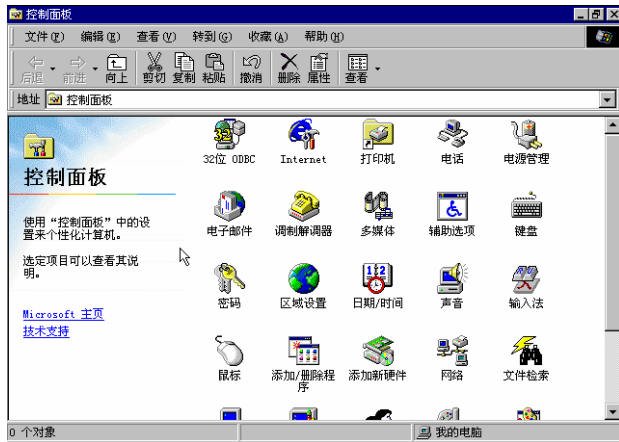 控制面板
文件(F) 编辑(E) 查看(V) 转到(G) 收藏(A) 帮助(H)
后退 前进 向上 剪切 复制 粘贴 撤消 删除 属性 查看
地址 控制面板
控制面板
使用“控制面板”中的设
置来个性化计算机。
选定项目可以查看其说
明。
Microsoft 主页
技术支持
32位 ODBC Internet 打印机 电话 电源管理
电子邮件 调制解调器 多媒体 辅助选项 键盘
密码 区域设置 日期/时间 声音 输入法
鼠标 添加/删除程
序 添加新硬件 网络 文件检索
0 个对象 我的电脑